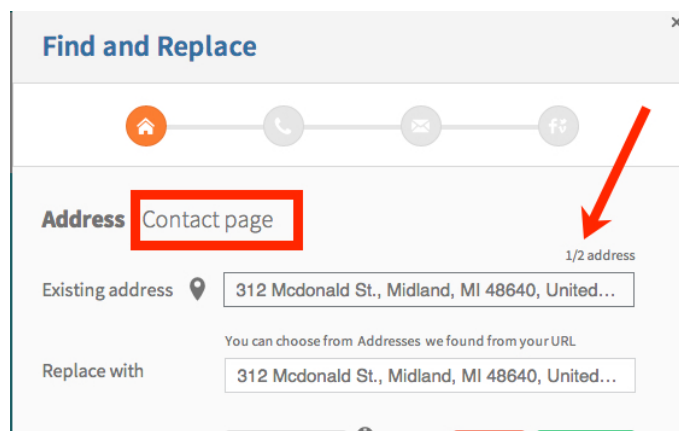 Find and Replace
Address Contact page
1/2 address
Existing address 312 Mcdonald St., Midland, MI 48640, United...
You can choose from Addresses we found from your URL
Replace with 312 Mcdonald St., Midland, MI 48640, United...